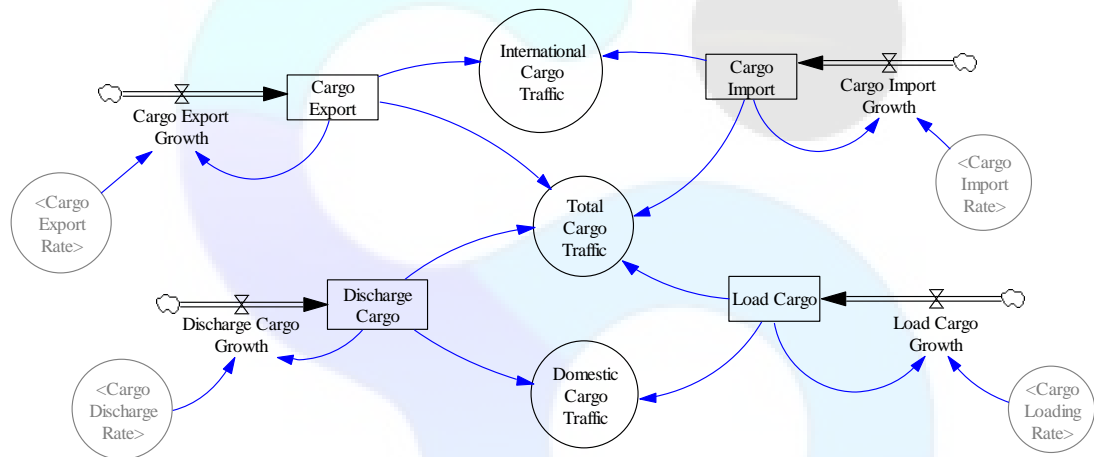 International
Cargo
Traffic
Cargo
Export
Cargo
Import
Cargo Export
Growth
Cargo Import
Growth
<Cargo
Export
Rate>
<Cargo
Import
Rate>
Total
Cargo
Traffic
Discharge
Cargo
Load Cargo
Discharge Cargo
Growth
Load Cargo
Growth
Domestic
Cargo
Traffic
<Cargo
Discharge
Rate>
<Cargo
Loading
Rate>